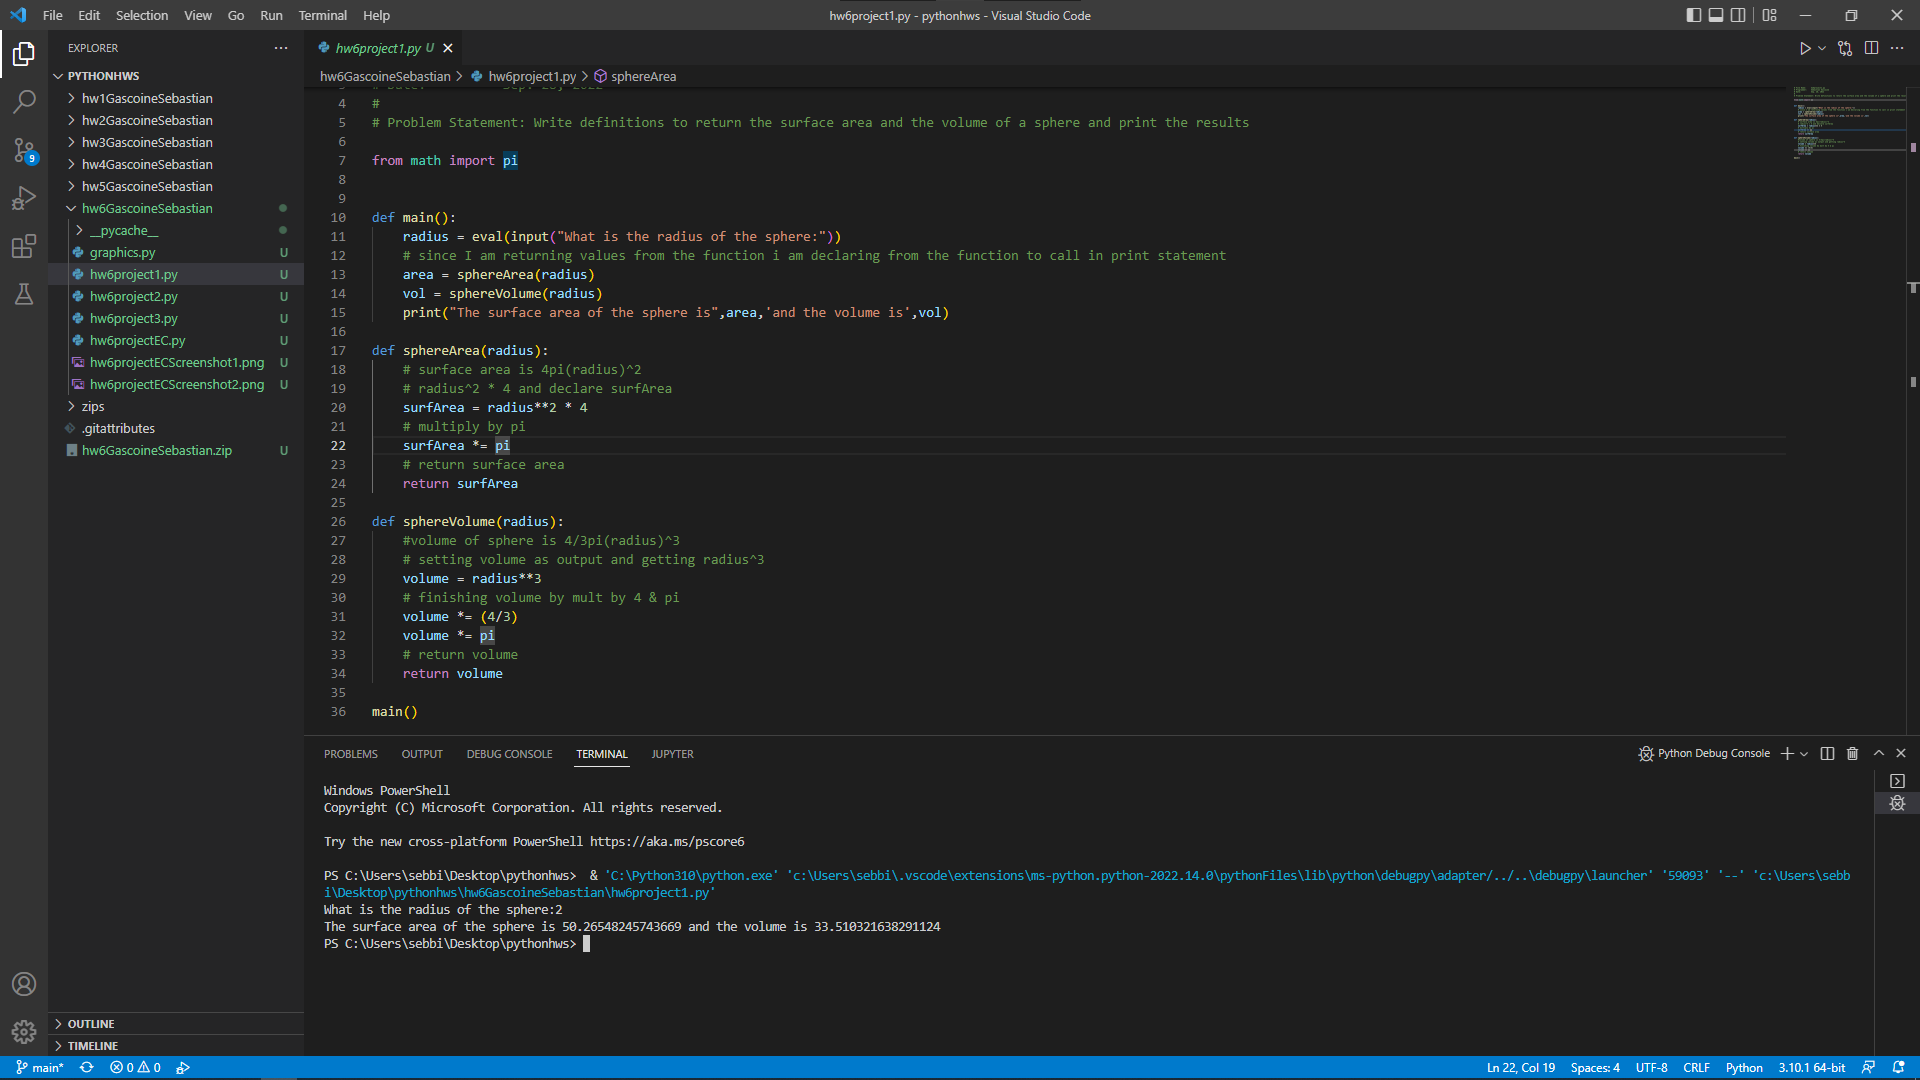 File Edit Selection View Go Run Terminal Help
hw6project1.py - pythonhws - Visual Studio Code
EXPLORER
PYTHONHWS
hw1GascoineSebastian
hw2GascoineSebastian
hw3GascoineSebastian
9
hw4GascoineSebastian
hw5GascoineSebastian
hw6GascoineSebastian
__pycache__
graphics.py U
hw6project1.py U
hw6project2.py U
hw6project3.py U
hw6projectEC.py U
hw6projectECScreenshot1.png U
hw6projectECScreenshot2.png U
zips
.gitattributes
hw6GascoineSebastian.zip U
OUTLINE
TIMELINE
hw6project1.py U
hw6GascoineSebastian > hw6project1.py > sphereArea
4 #
5 # Problem Statement: Write definitions to return the surface area and the volume of a sphere and print the results
6
7 from math import pi
8
9
10 def main():
11 radius = eval(input("What is the radius of the sphere:"))
12 # since I am returning values from the function i am declaring from the function to call in print statement
13 area = sphereArea(radius)
14 vol = sphereVolume(radius)
15 print("The surface area of the sphere is",area,'and the volume is',vol)
16
17 def sphereArea(radius):
18 # surface area is 4pi(radius)^2
19 # radius^2 * 4 and declare surfArea
20 surfArea = radius**2 * 4
21 # multiply by pi
22 surfArea *= pi
23 # return surface area
24 return surfArea
25
26 def sphereVolume(radius):
27 #volume of sphere is 4/3pi(radius)^3
28 # setting volume as output and getting radius^3
29 volume = radius**3
30 # finishing volume by mult by 4 & pi
31 volume *= (4/3)
32 volume *= pi
33 # return volume
34 return volume
35
36 main()
PROBLEMS OUTPUT DEBUG CONSOLE TERMINAL JUPYTER
Python Debug Console
Windows PowerShell
Copyright (C) Microsoft Corporation. All rights reserved.
Try the new cross-platform PowerShell https://aka.ms/pscore6
PS C:\Users\sebbi\Desktop\pythonhws> & 'C:\Python310\python.exe' 'c:\Users\sebbi\.vscode\extensions\ms-python.python-2022.14.0\pythonFiles\lib\python\debugpy\adapter/../..\debugpy\launcher' '59093' '--' 'c:\Users\sebb
i\Desktop\pythonhws\hw6GascoineSebastian\hw6project1.py'
What is the radius of the sphere:2
The surface area of the sphere is 50.26548245743669 and the volume is 33.510321638291124
PS C:\Users\sebbi\Desktop\pythonhws>
main* 0 0
Ln 22, Col 19 Spaces: 4 UTF-8 CRLF Python 3.10.1 64-bit